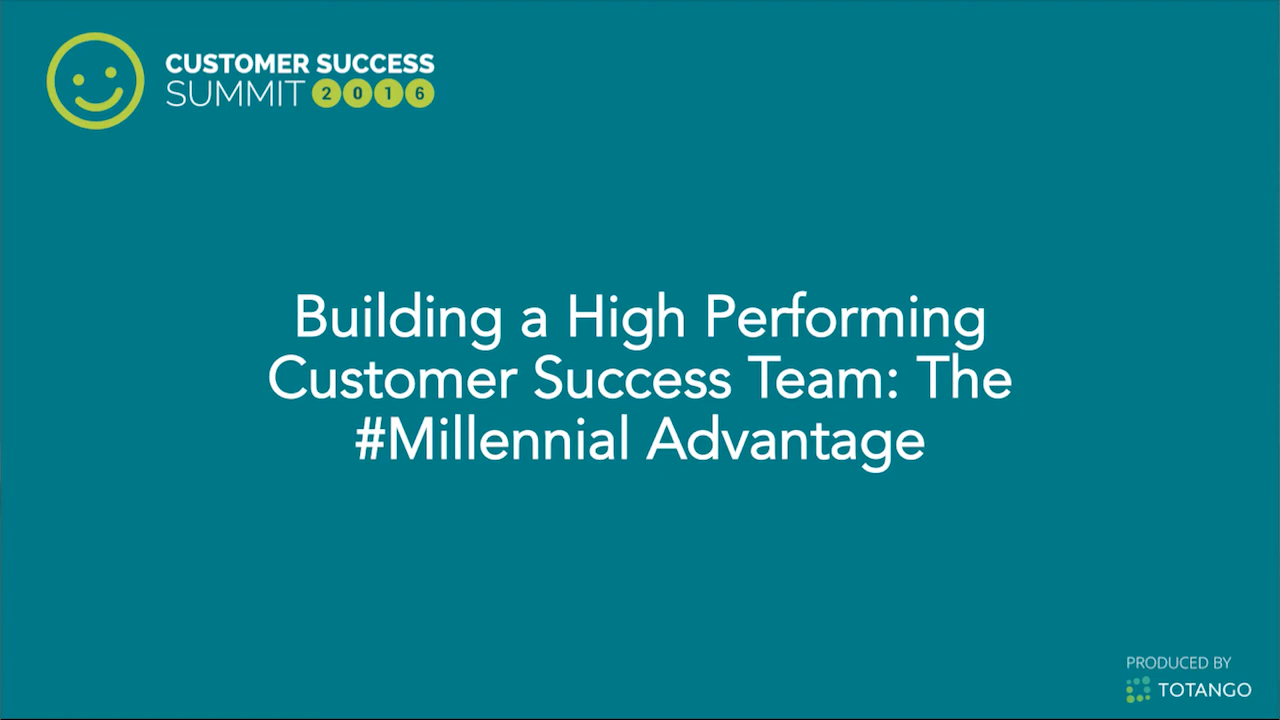 CUSTOMER SUCCESS
SUMMIT 2016
Building a High Performing
Customer Success Team: The
#Millennial Advantage
PRODUCED BY
TOTANGO